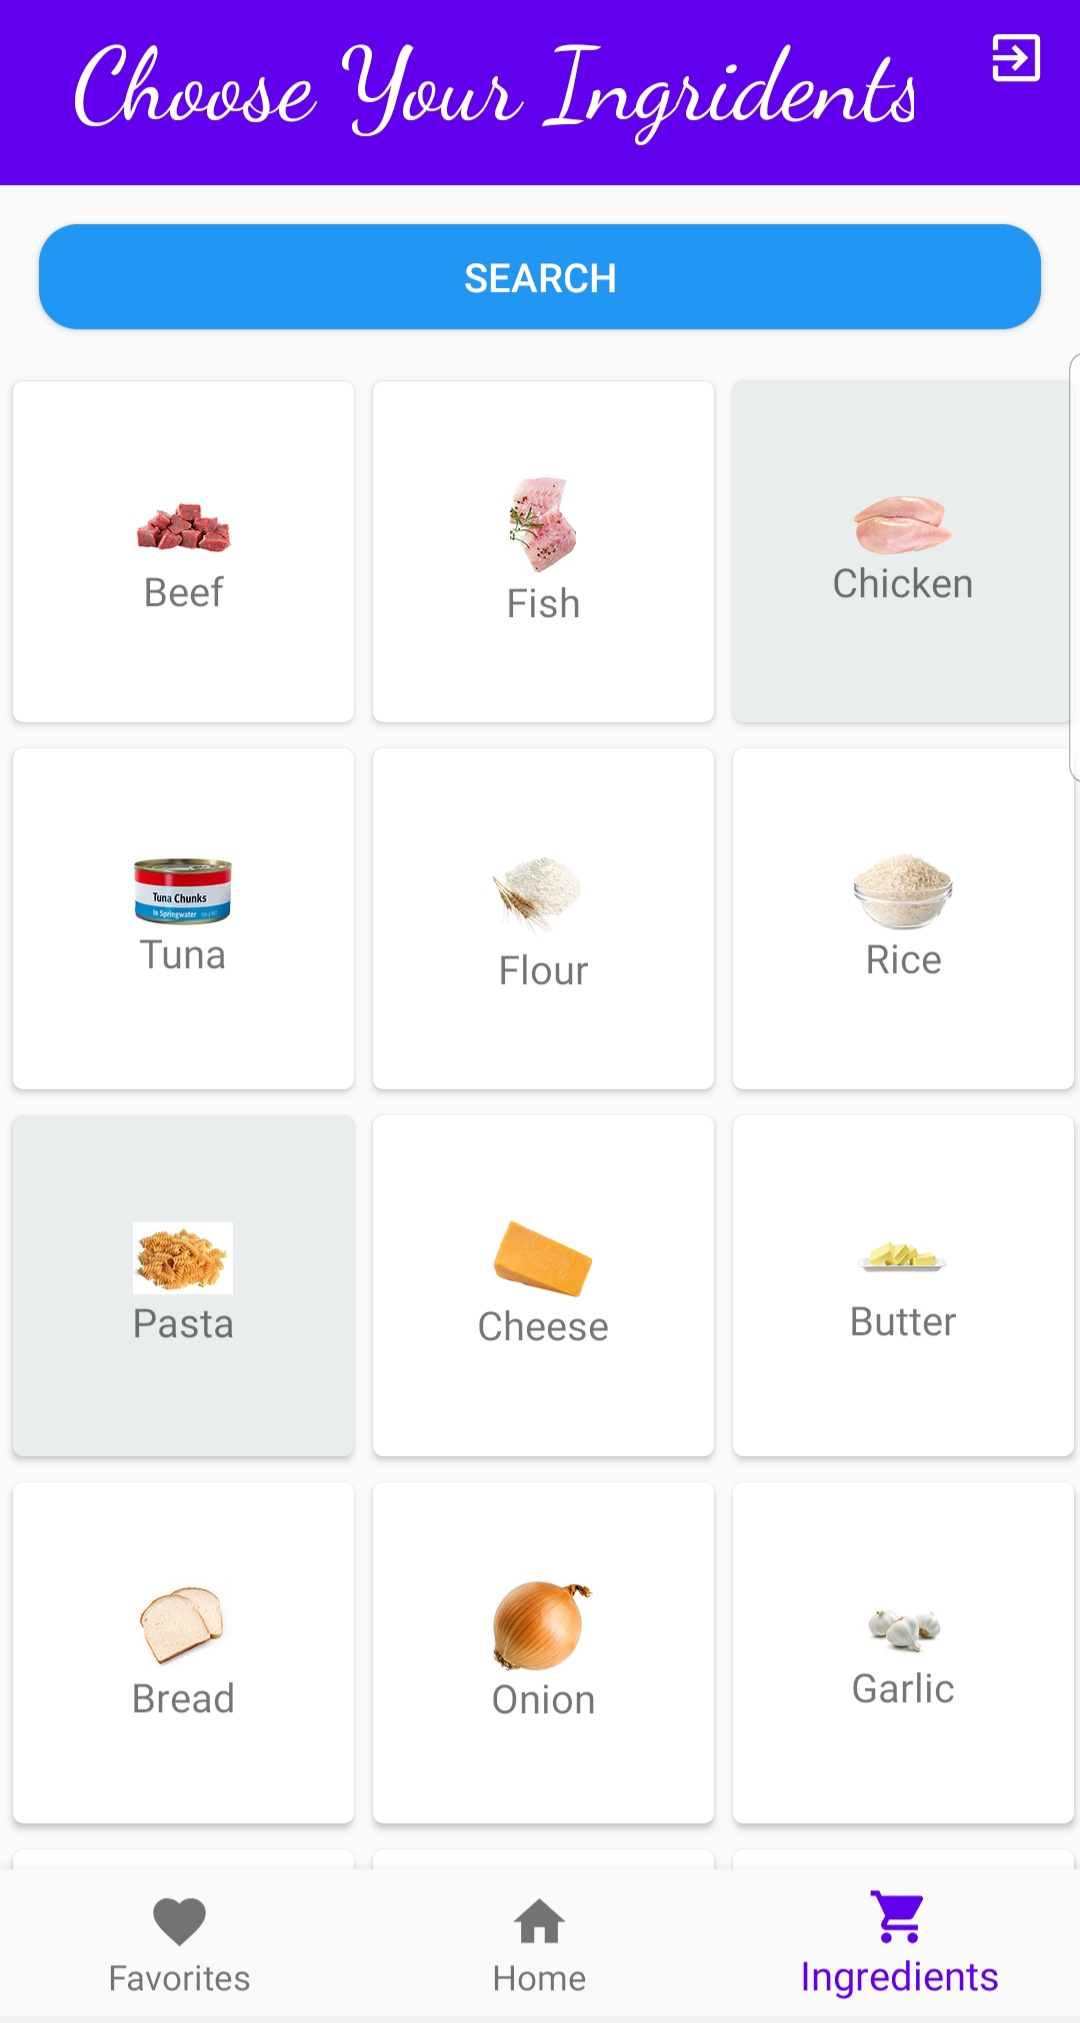 Choose Your Ingridents
SEARCH
Beef
Fish
Chicken
Tuna Chunks
In Springwater
Tuna
Flour
Rice
Pasta
Cheese
Butter
Bread
Onion
Garlic
Favorites
Home
Ingredients